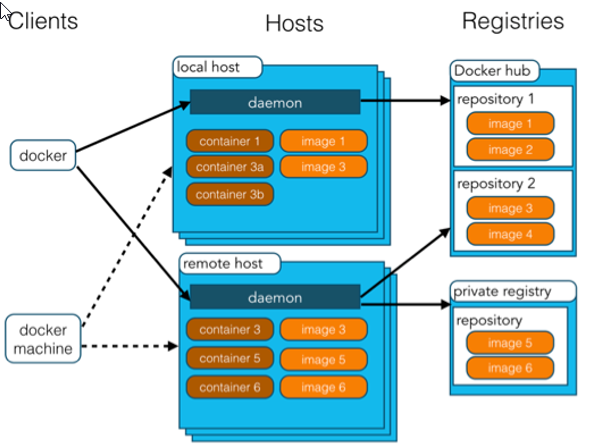 Clients
Hosts
Registries
docker
docker
machine
local host
daemon
container 1
image 1
container 3a
image 3
container 3b
remote host
daemon
container 3
image 3
container 5
image 5
container 6
image 6
Docker hub
repository 1
image 1
image 2
repository 2
image 3
image 4
private registry
repository
image 5
image 6